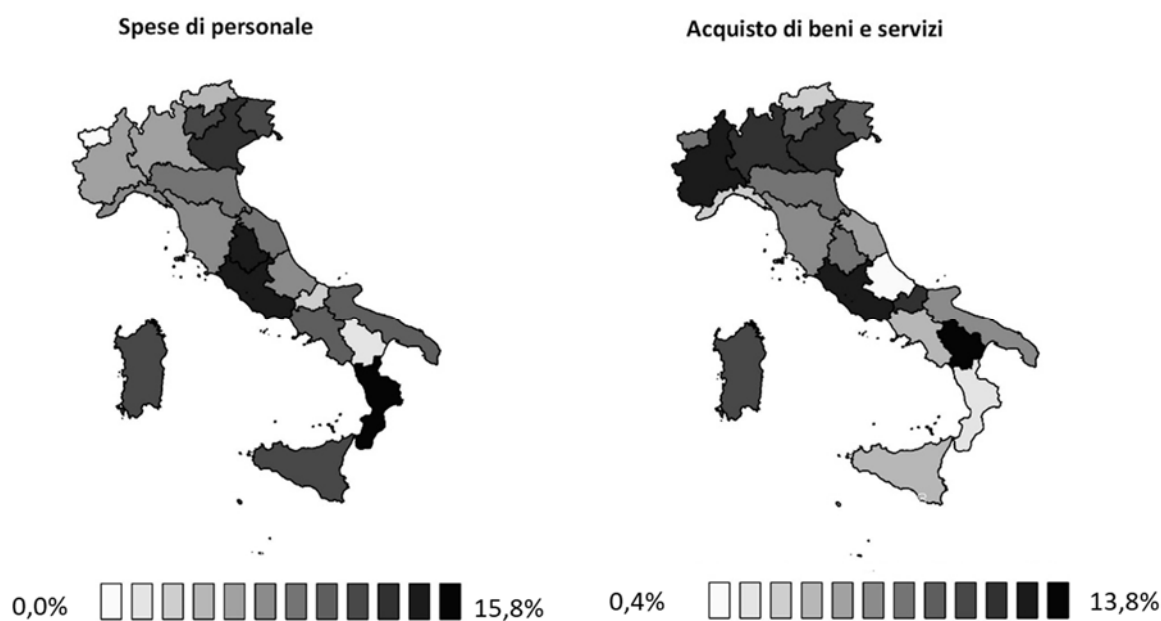 Spese di personale
Acquisto di beni e servizi
0,0%
15,8%
0,4%
13,8%